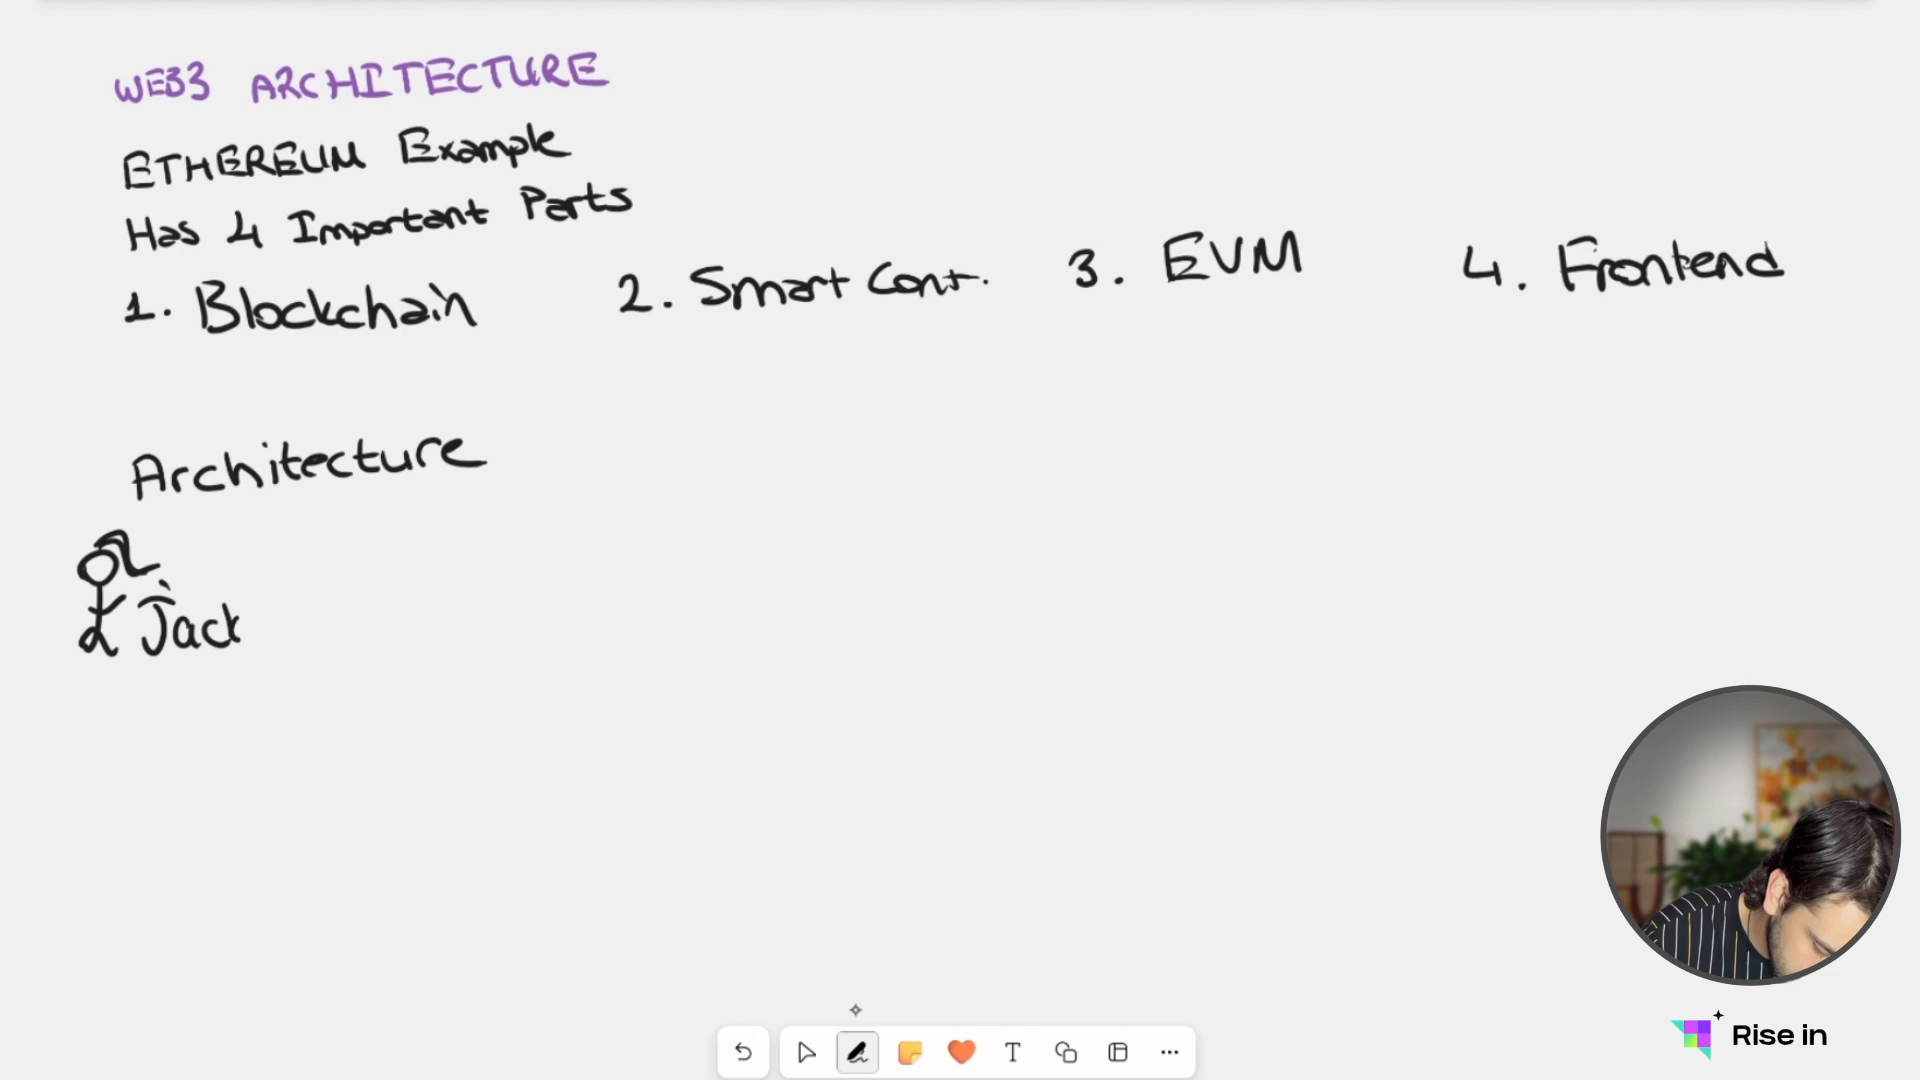 WEB3 ARCHITECTURE
ETHEREUM Example
Has 4 Important Parts
1. Blockchain 2. Smart Cont. 3. EVM 4. Frontend
Architecture
Jack
Rise in